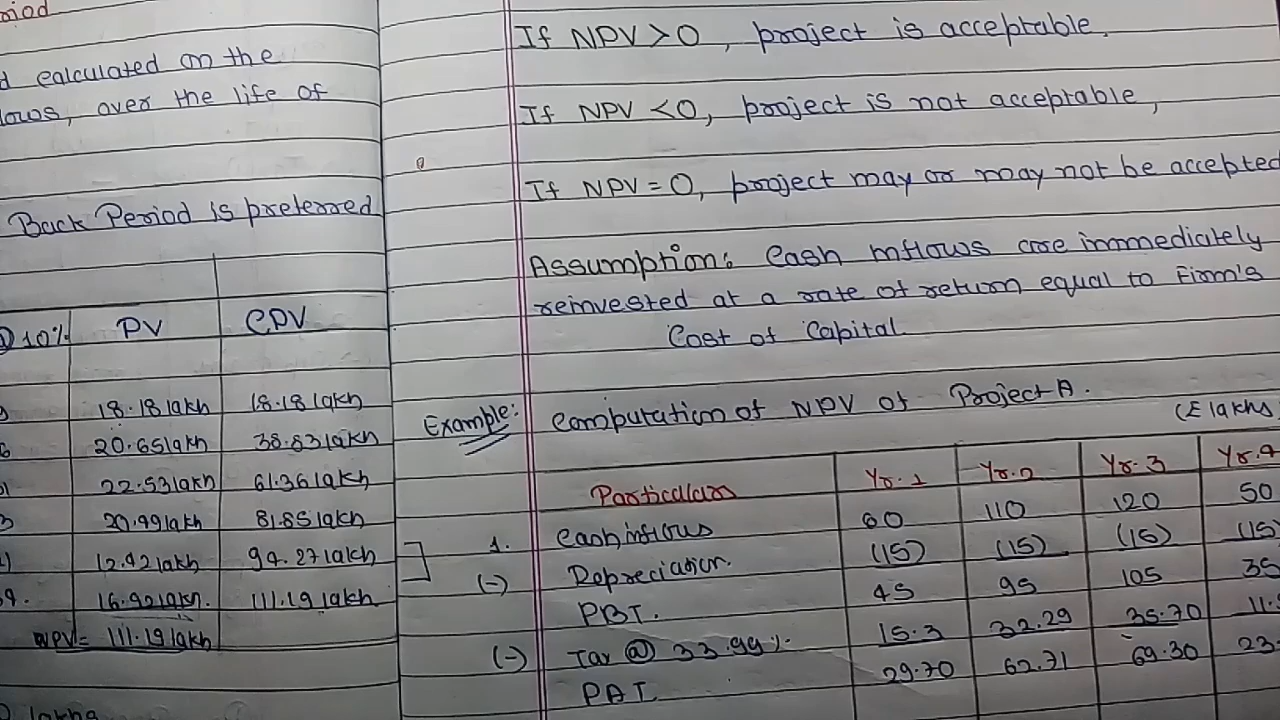 calculated on the
over the life of
Back Period is preferred
10% PV CPV
18.18 lakh 18.18 lakh
20.65 lakh 38.83 lakh
22.53 lakh 61.36 lakh
81.85 lakh
12.42 lakh 94.27 lakh
16.92 lakh. 111.19 lakh
NPV= 111.19 lakh
lakhs
If NPV > 0, project is acceptable.
If NPV < 0, project is not acceptable,
If NPV = 0, project may or may not be accepted
Assumption: Cash inflows are immediately
reinvested at a rate of return equal to Firm's
Cost of Capital
Example: Computation of NPV of Project A.
lakhs
Particulars Yr.1 Yr.2 Yr.3 Yr.4
1. Cash inflows 60 110 120 50
(-) Depreciation. (15) (15) (15) (15)
PBT. 45 95 105 35
(-) Tax @ 33.99%. 15.3 32.29 35.70
PAT 29.70 62.71 69.30